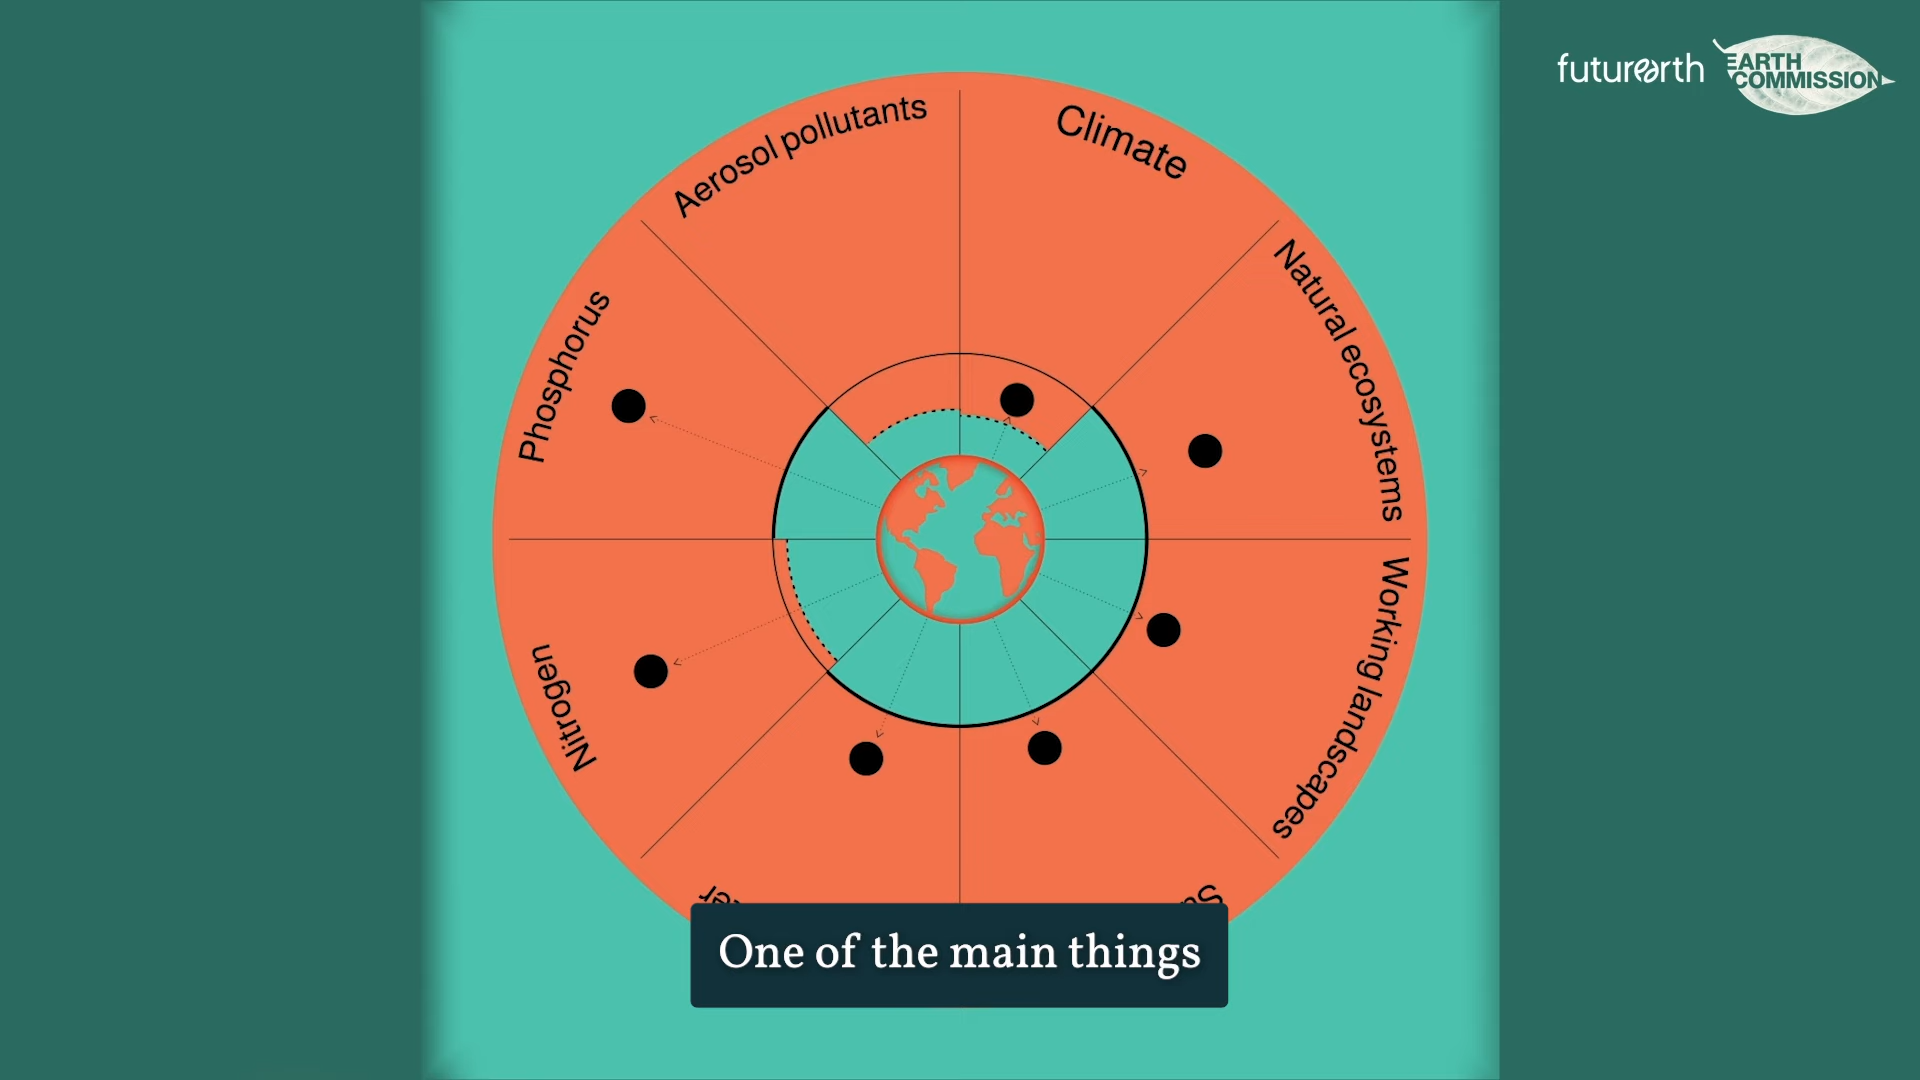 futurearth
EARTH
COMMISSION
Aerosol pollutants
Climate
Natural ecosystems
Phosphorus
Working landscapes
Nitrogen
One of the main things